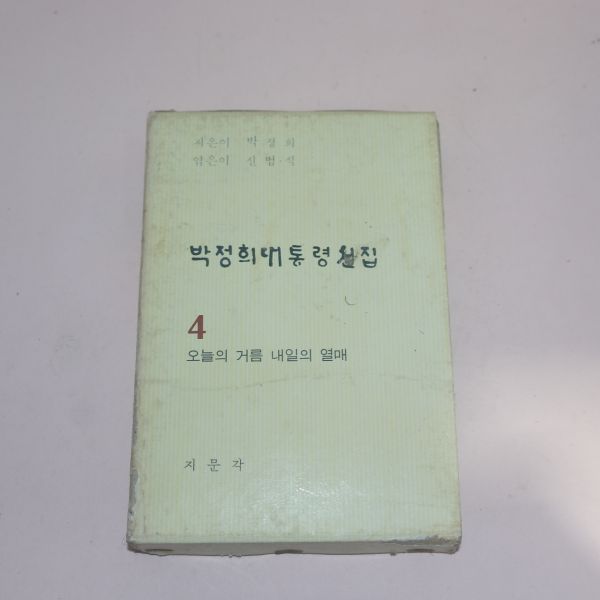 지은이 박 정 희
엮은이 신 범 식
박정희대통령선집
4
오늘의 거름 내일의 열매
지 문 각